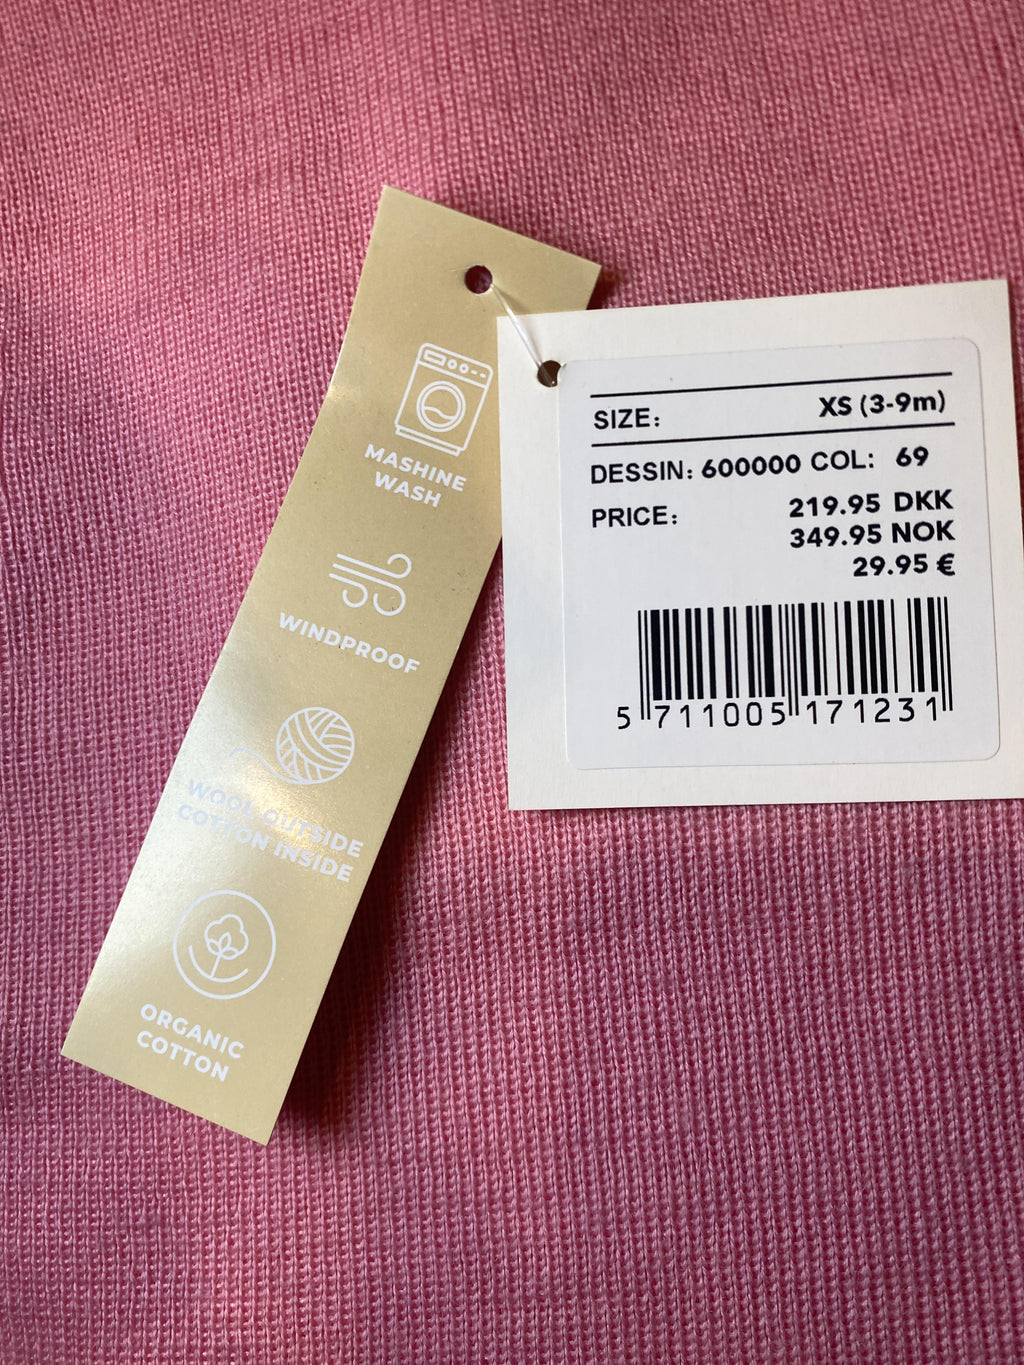 MASHINE
WASH
WINDPROOF
WOOL OUTSIDE
COTTON INSIDE
ORGANIC
COTTON
SIZE: XS (3-9m)
DESSIN: 600000 COL: 69
PRICE: 219.95 DKK
349.95 NOK
29.95 €
5 711005 171231